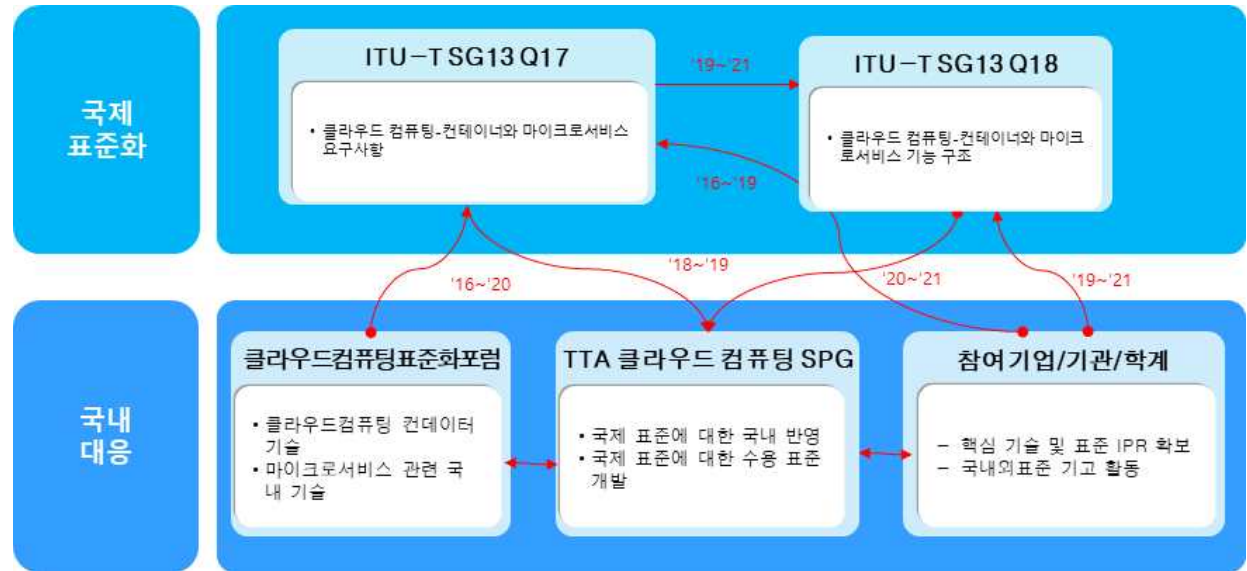 국제
표준화
ITU-T SG13 Q17
• 클라우드 컴퓨팅-컨테이너와 마이크로서비스
요구사항
'19~'21
ITU-T SG13 Q18
• 클라우드 컴퓨팅-컨테이너와 마이크
로서비스 기능 구조
'16~'19
'16~'20
'18~'19
'20~'21
'19~'21
국내
대응
클라우드컴퓨팅표준화포럼
• 클라우드컴퓨팅 컨데이터
기술
• 마이크로서비스 관련 국
내 기술
TTA 클라우드 컴퓨팅 SPG
• 국제 표준에 대한 국내 반영
• 국제 표준에 대한 수용 표준
개발
참여기업/기관/학계
– 핵심 기술 및 표준 IPR 확보
– 국내외표준 기고 활동